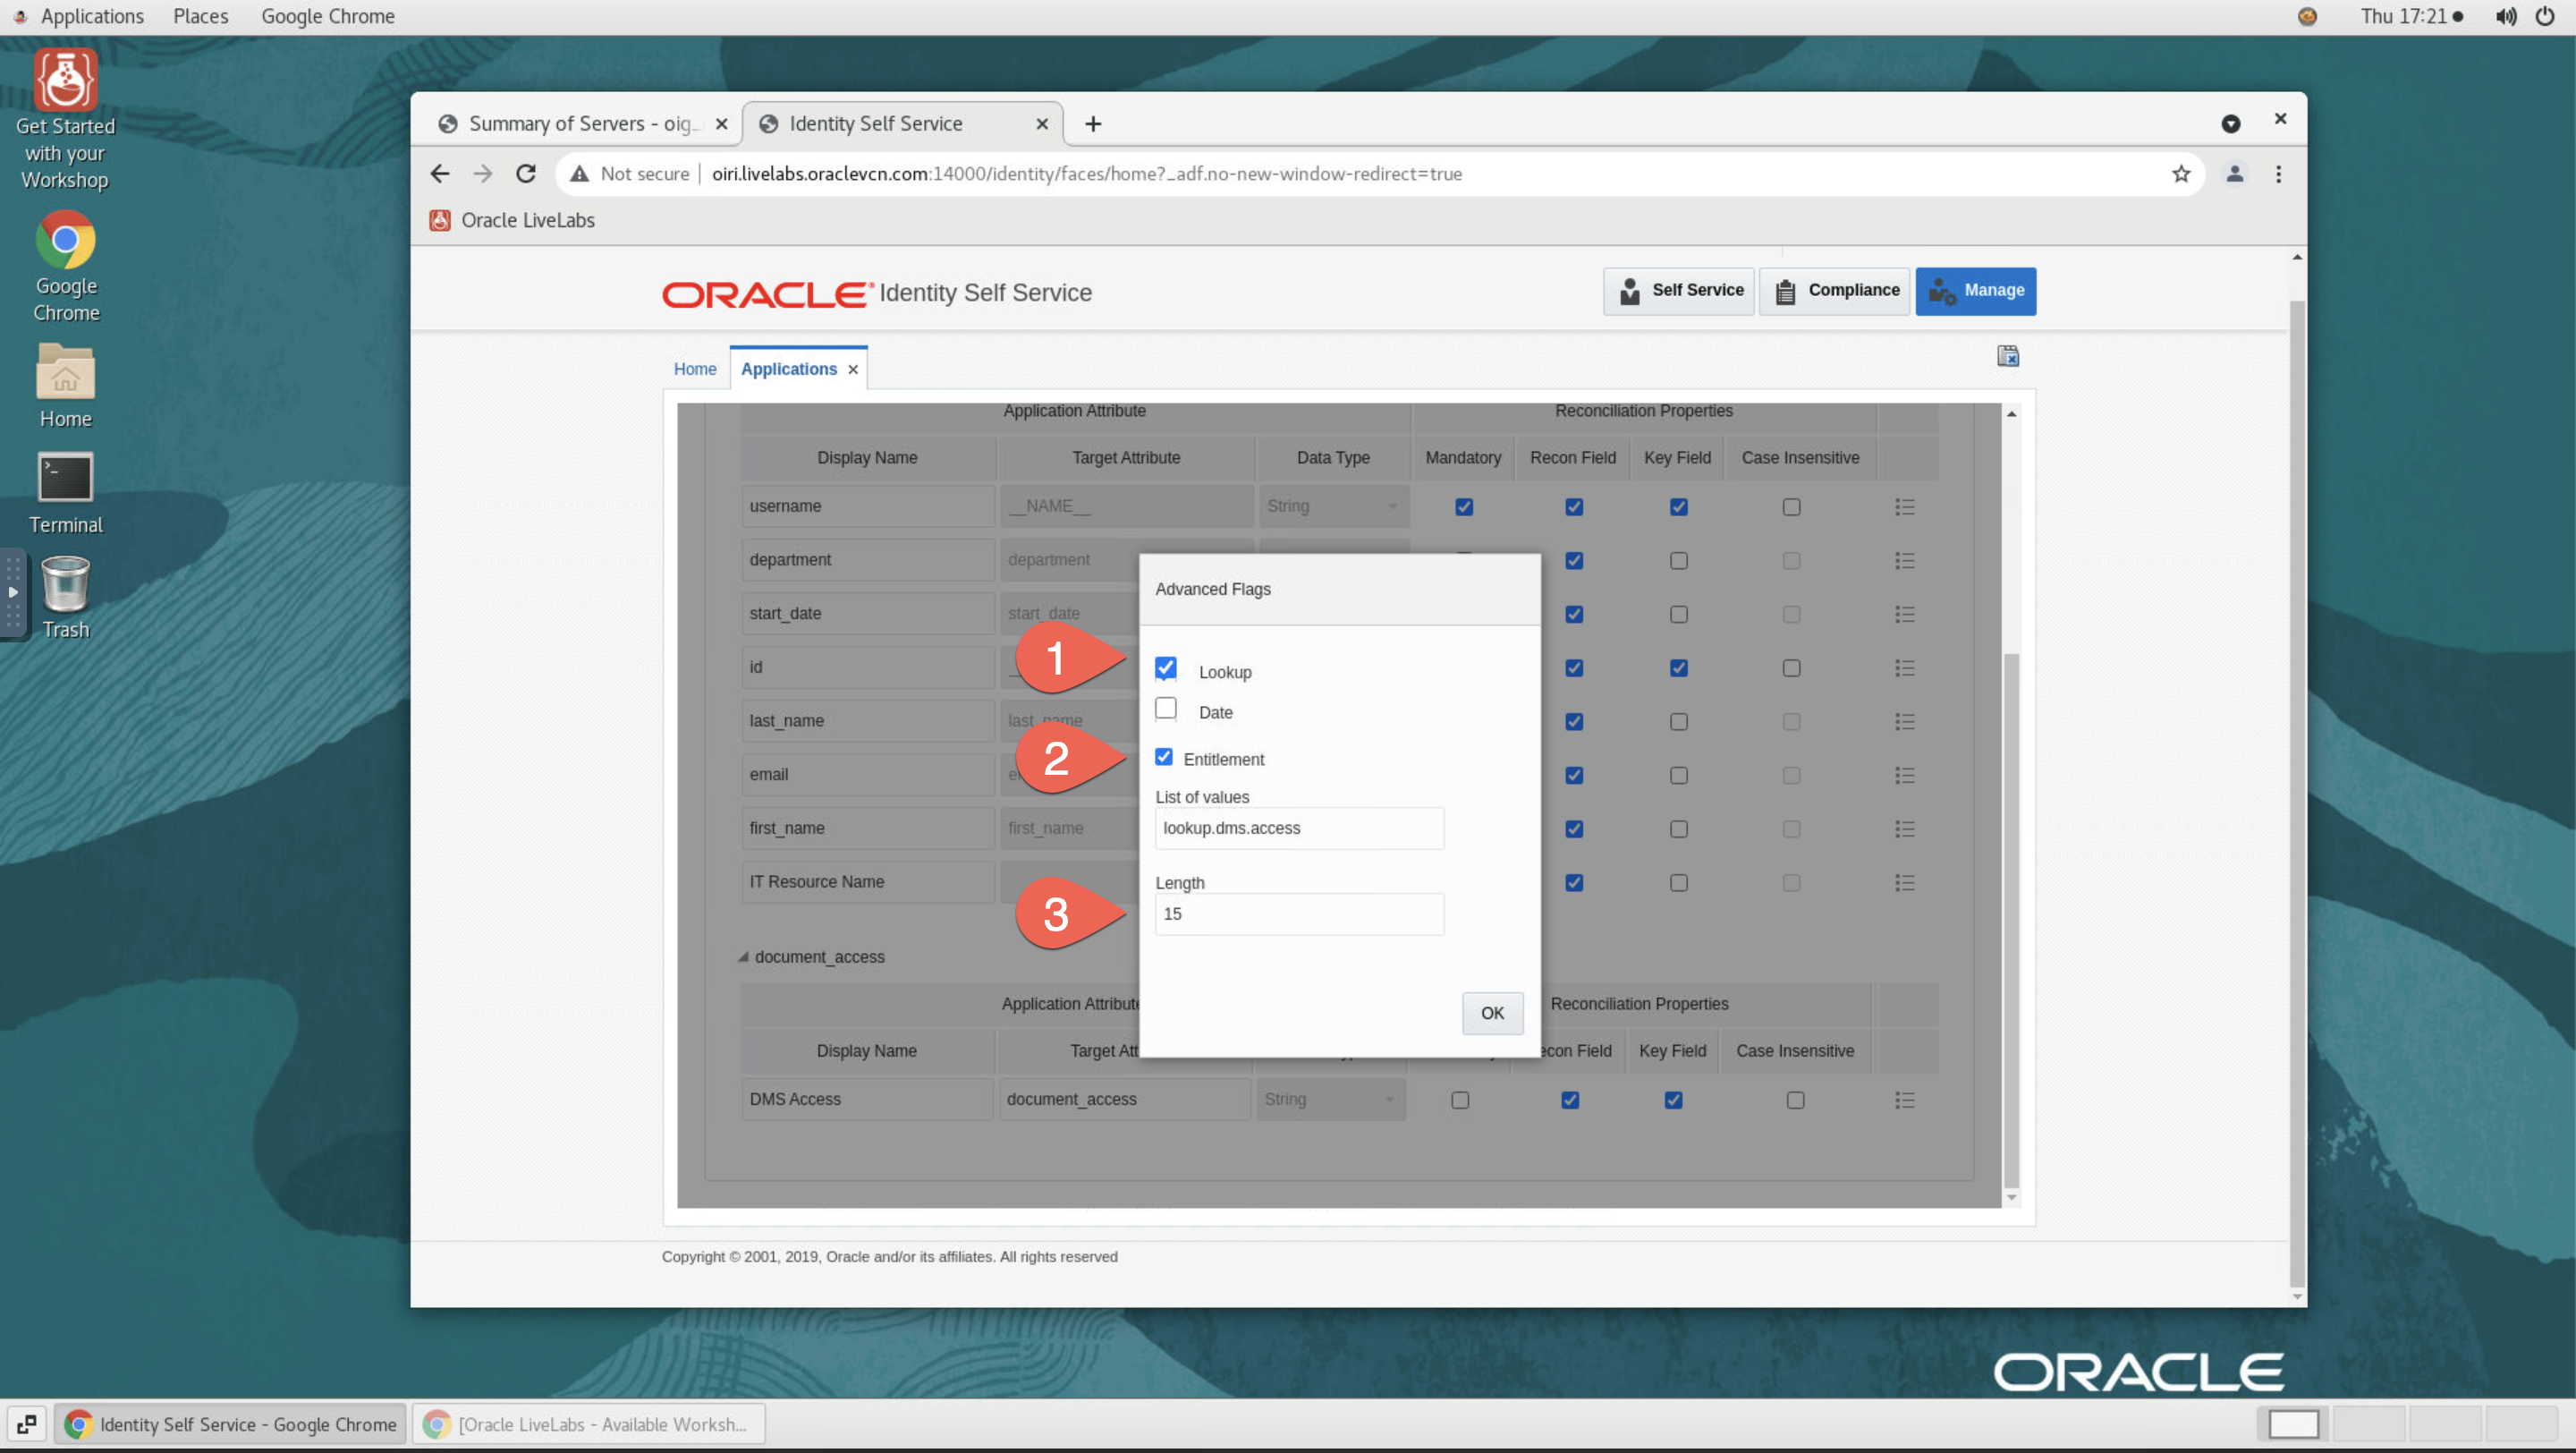 Applications Places Google Chrome Thu 17:21
Get Started
with your
Workshop
Google
Chrome
Home
Terminal
Trash
Summary of Servers - oig_ Identity Self Service
Not secure oiri.livelabs.oraclevcn.com:14000/identity/faces/home?_adf.no-new-window-redirect=true
Oracle LiveLabs
ORACLE Identity Self Service Self Service Compliance Manage
Home Applications
Application Attribute Reconciliation Properties
Display Name Target Attribute Data Type Mandatory Recon Field Key Field Case Insensitive
username __NAME__ String
department department
start_date start_date
id
last_name last_name
email
first_name first_name
IT Resource Name
Advanced Flags
1 Lookup
Date
2 Entitlement
List of values
lookup.dms.access
Length
3 15
OK
document_access
Application Attribute Reconciliation Properties
Display Name Target Att econ Field Key Field Case Insensitive
DMS Access document_access String
Copyright © 2001, 2019, Oracle and/or its affiliates. All rights reserved
ORACLE
Identity Self Service - Google Chrome [Oracle LiveLabs - Available Worksh...